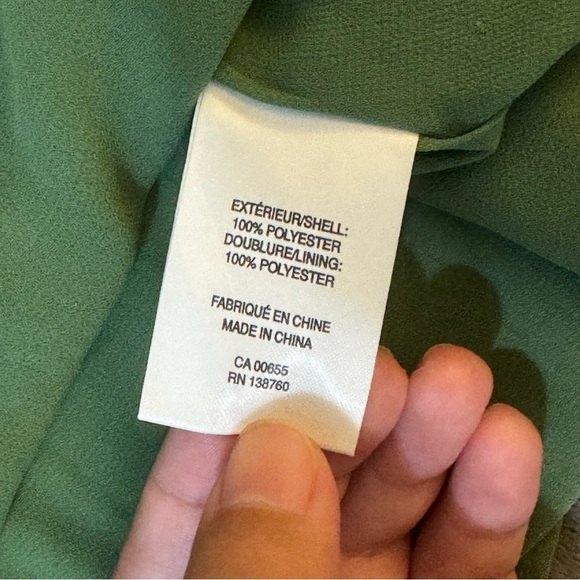 EXTÉRIEUR/SHELL:
100% POLYESTER
DOUBLURE/LINING:
100% POLYESTER
FABRIQUÉ EN CHINE
MADE IN CHINA
CA 00655
RN 138760